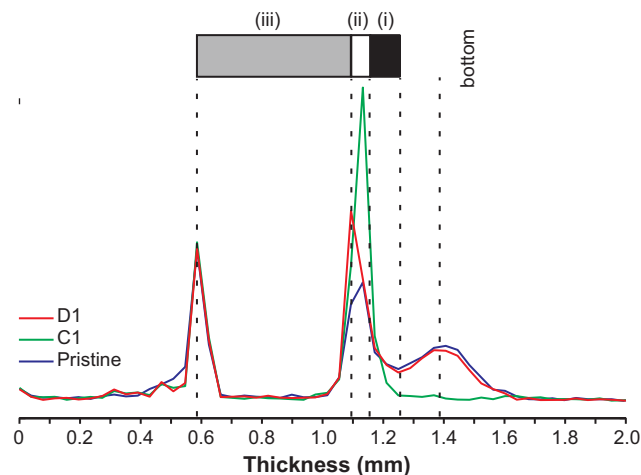 (iii) (ii) (i)
bottom
D1
C1
Pristine
0 0.2 0.4 0.6 0.8 1.0 1.2 1.4 1.6 1.8 2.0
Thickness (mm)